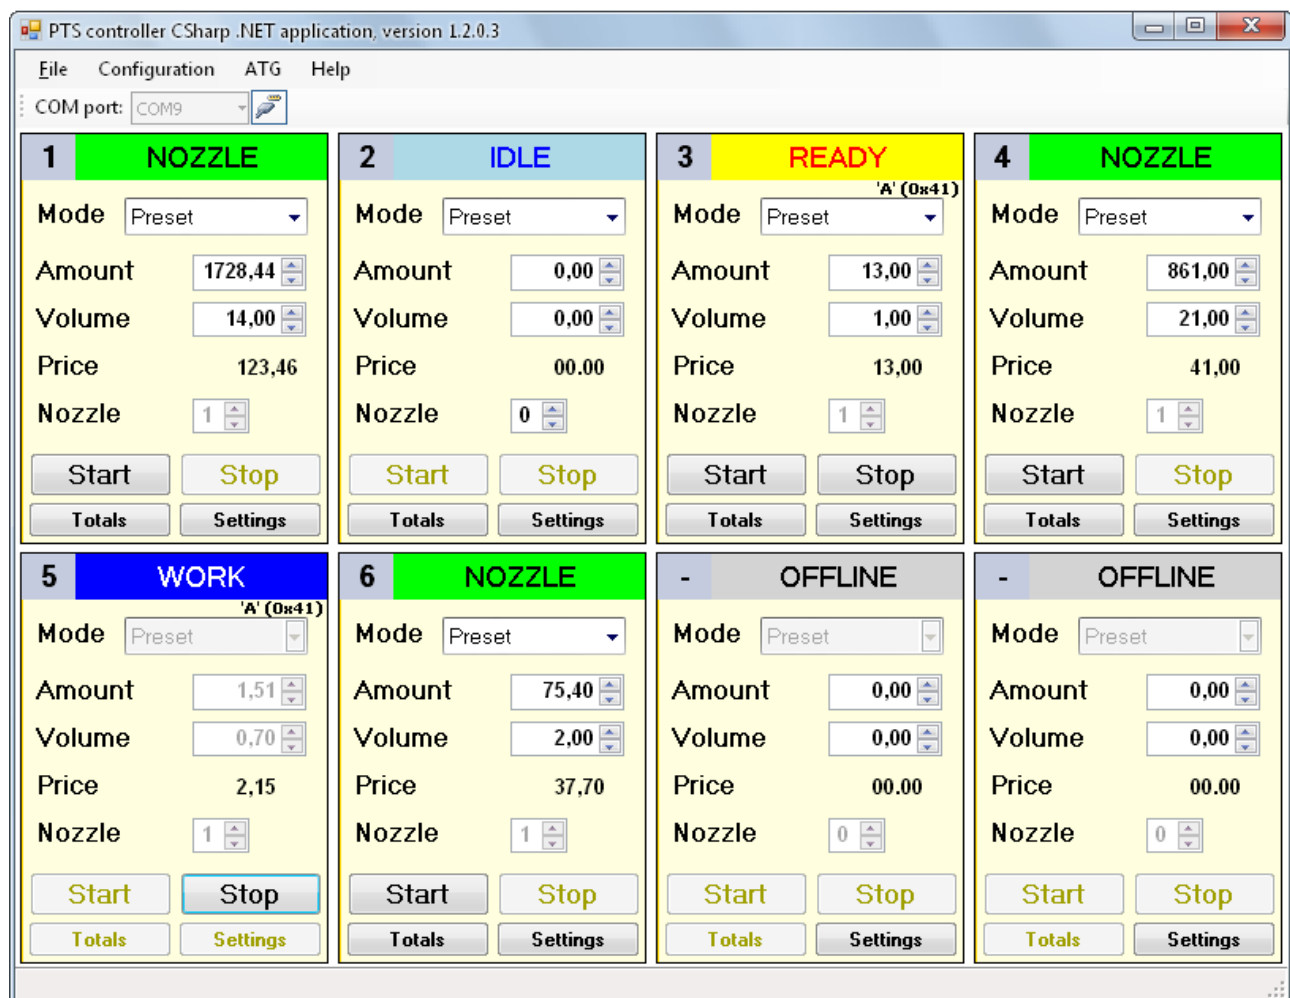 PTS controller CSharp .NET application, version 1.2.0.3
File Configuration ATG Help
COM port: COM9
1 NOZZLE
Mode Preset
Amount 1728,44
Volume 14,00
Price 123,46
Nozzle 1
Start Stop
Totals Settings
2 IDLE
Mode Preset
Amount 0,00
Volume 0,00
Price 00.00
Nozzle 0
Start Stop
Totals Settings
3 READY
'A' (0x41)
Mode Preset
Amount 13,00
Volume 1,00
Price 13,00
Nozzle 1
Start Stop
Totals Settings
4 NOZZLE
Mode Preset
Amount 861,00
Volume 21,00
Price 41,00
Nozzle 1
Start Stop
Totals Settings
5 WORK
'A' (0x41)
Mode Preset
Amount 1,51
Volume 0,70
Price 2,15
Nozzle 1
Start Stop
Totals Settings
6 NOZZLE
Mode Preset
Amount 75,40
Volume 2,00
Price 37,70
Nozzle 1
Start Stop
Totals Settings
- OFFLINE
Mode Preset
Amount 0,00
Volume 0,00
Price 00.00
Nozzle 0
Start Stop
Totals Settings
- OFFLINE
Mode Preset
Amount 0,00
Volume 0,00
Price 00.00
Nozzle 0
Start Stop
Totals Settings